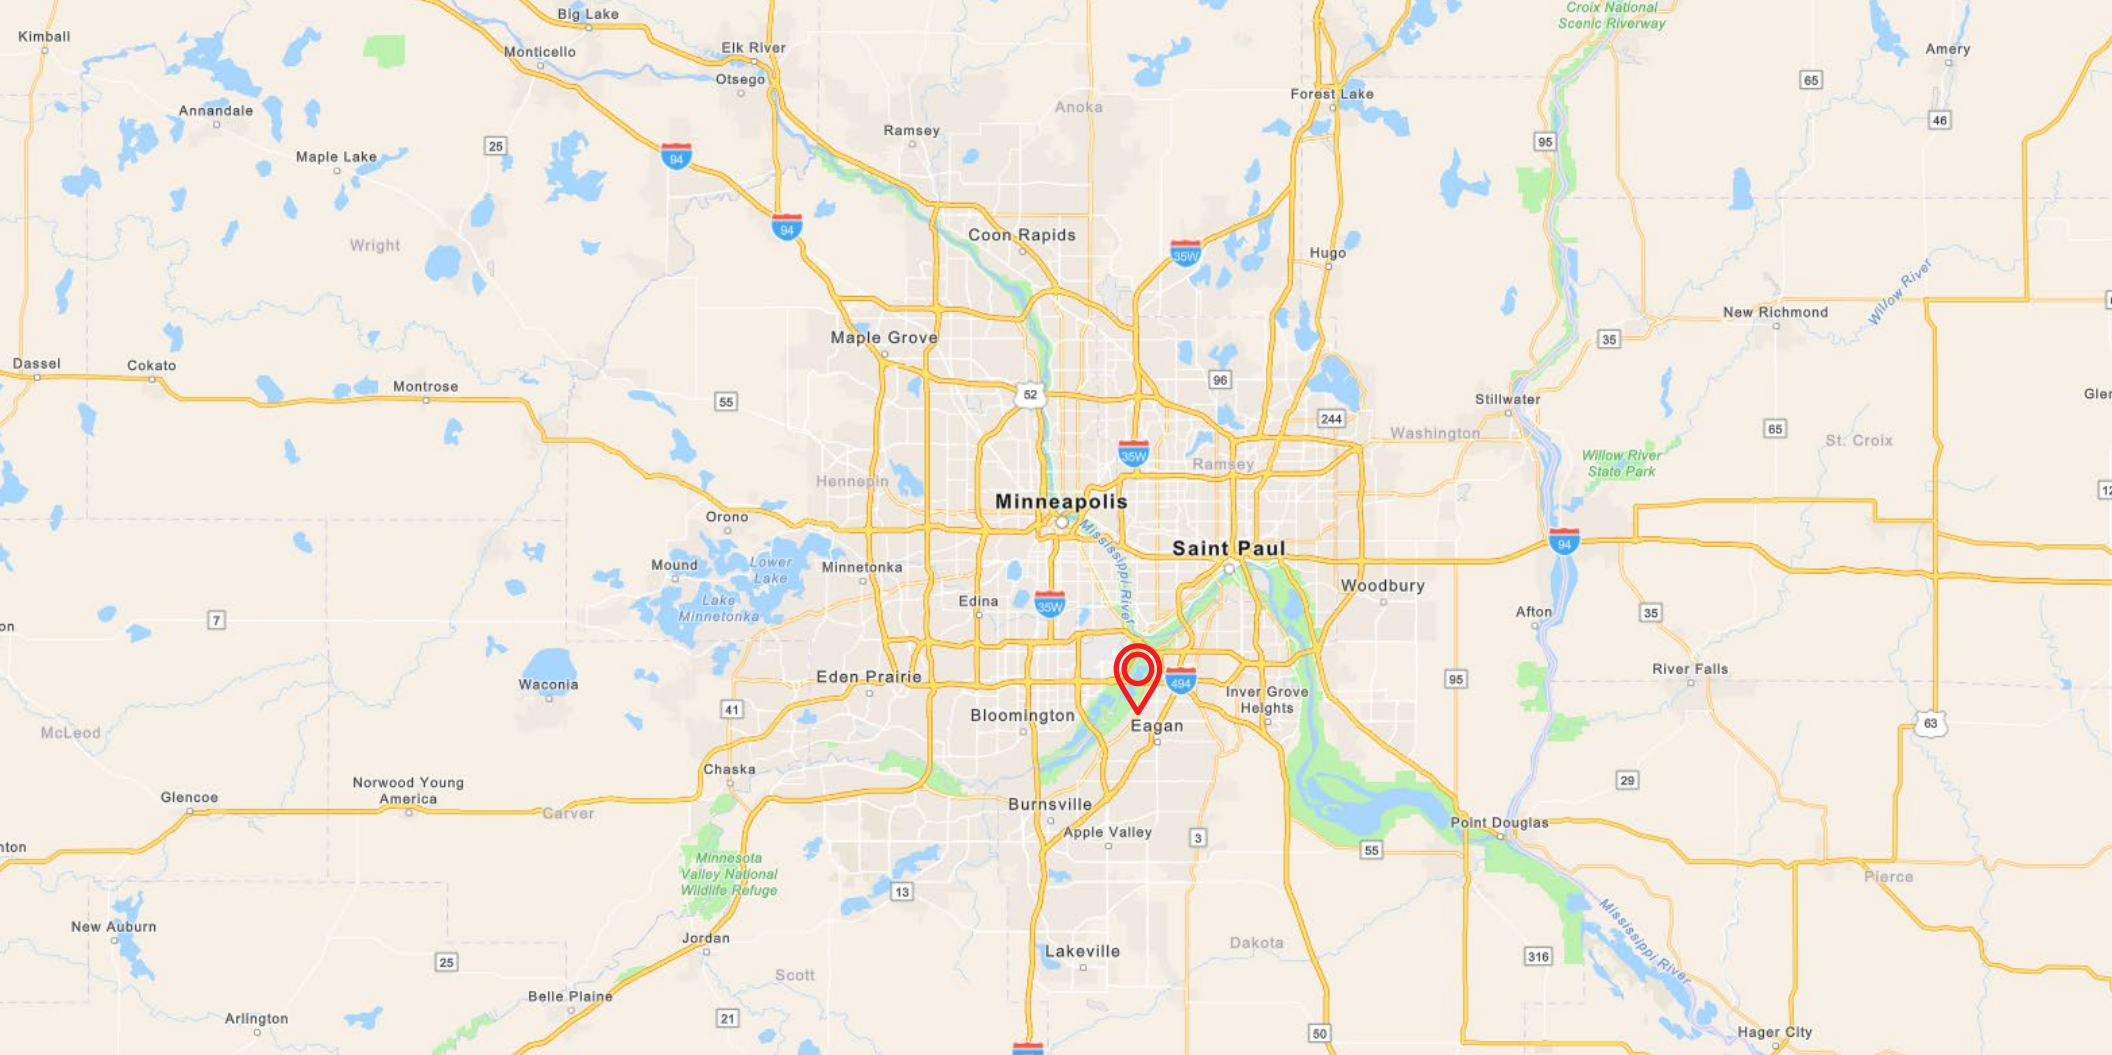 Big Lake
Croix National
Scenic Riverway
Kimball
Monticello
Elk River
Amery
Otsego
65
Forest Lake
Annandale
Anoka
46
Ramsey
25
95
Maple Lake
94
94
Coon Rapids
Wright
35W
Hugo
Willow River
New Richmond
Maple Grove
35
Dassel
Cokato
Montrose
96
52
55
Stillwater
244
65
Washington
St. Croix
35W
Willow River
State Park
Ramsey
Hennepin
Minneapolis
Orono
Mississippi River
Saint Paul
94
Mound
Lower
Lake
Minnetonka
Woodbury
Lake
Minnetonka
Edina
35W
Afton
35
7
Eden Prairie
River Falls
Waconia
494
95
Inver Grove
Heights
41
Bloomington
Eagan
63
McLeod
Chaska
Norwood Young
America
29
Glencoe
Carver
Burnsville
Point Douglas
Apple Valley
3
55
Minnesota
Valley National
Wildlife Refuge
Pierce
13
New Auburn
Mississippi River
Jordan
Dakota
Lakeville
25
316
Scott
Belle Plaine
Arlington
21
50
Hager City